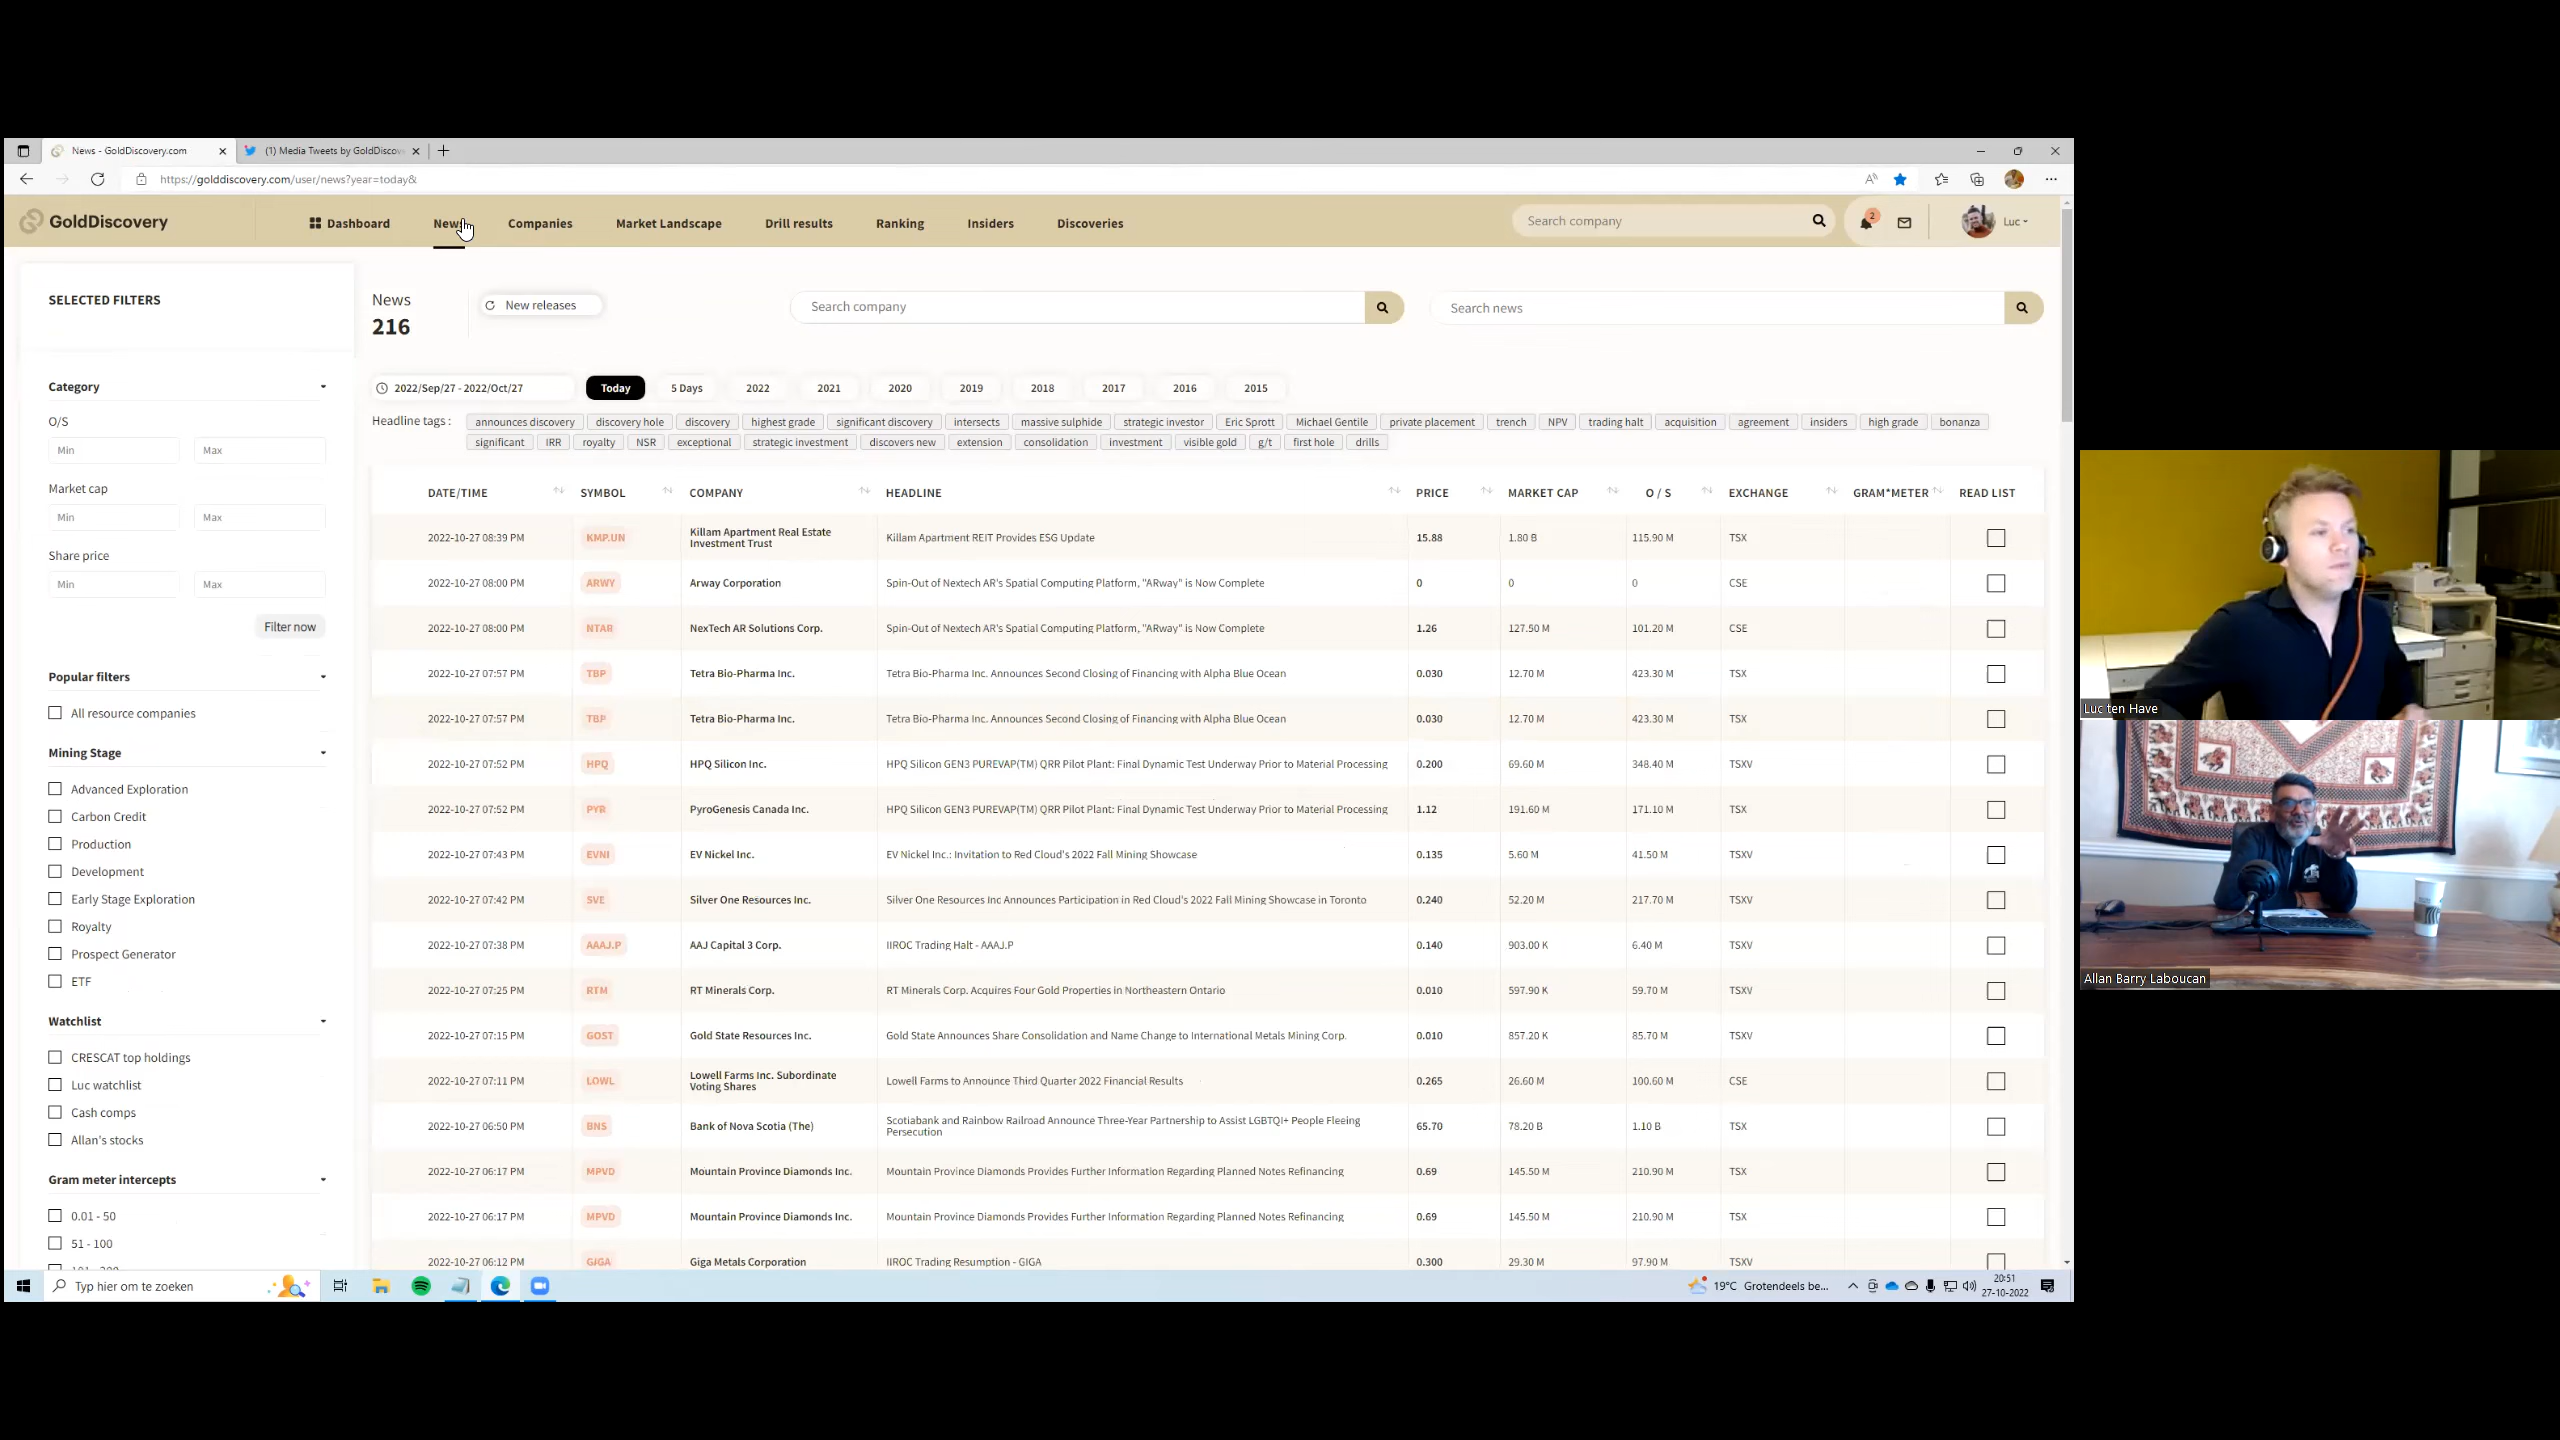 News - GoldDiscovery.com
(1) Media Tweets by GoldDiscov
https://golddiscovery.com/user/news?year=today&
GoldDiscovery
Dashboard News Companies Market Landscape Drill results Ranking Insiders Discoveries
Search company
2
Luc
SELECTED FILTERS
Category
O/S
Min Max
Market cap
Min Max
Share price
Min Max
Filter now
Popular filters
All resource companies
Mining Stage
Advanced Exploration
Carbon Credit
Production
Development
Early Stage Exploration
Royalty
Prospect Generator
ETF
Watchlist
CRESCAT top holdings
Luc watchlist
Cash comps
Allan's stocks
Gram meter intercepts
0.01 - 50
51 - 100
News
216
New releases
Search company
Search news
2022/Sep/27 - 2022/Oct/27 Today 5 Days 2022 2021 2020 2019 2018 2017 2016 2015
Headline tags : announces discovery discovery hole discovery highest grade significant discovery intersects massive sulphide strategic investor Eric Sprott Michael Gentile private placement trench NPV trading halt acquisition agreement insiders high grade bonanza
significant IRR royalty NSR exceptional strategic investment discovers new extension consolidation investment visible gold g/t first hole drills
DATE/TIME SYMBOL COMPANY HEADLINE PRICE MARKET CAP O / S EXCHANGE GRAM*METER READ LIST
2022-10-27 08:39 PM KMP.UN Killam Apartment Real Estate Investment Trust Killam Apartment REIT Provides ESG Update 15.88 1.80 B 115.90 M TSX
2022-10-27 08:00 PM ARWY Arway Corporation Spin-Out of Nextech AR's Spatial Computing Platform, "ARway" is Now Complete 0 0 0 CSE
2022-10-27 08:00 PM NTAR NexTech AR Solutions Corp. Spin-Out of Nextech AR's Spatial Computing Platform, "ARway" is Now Complete 1.26 127.50 M 101.20 M CSE
2022-10-27 07:57 PM TBP Tetra Bio-Pharma Inc. Tetra Bio-Pharma Inc. Announces Second Closing of Financing with Alpha Blue Ocean 0.030 12.70 M 423.30 M TSX
2022-10-27 07:57 PM TBP Tetra Bio-Pharma Inc. Tetra Bio-Pharma Inc. Announces Second Closing of Financing with Alpha Blue Ocean 0.030 12.70 M 423.30 M TSX
2022-10-27 07:52 PM HPQ HPQ Silicon Inc. HPQ Silicon GEN3 PUREVAP(TM) QRR Pilot Plant: Final Dynamic Test Underway Prior to Material Processing 0.200 69.60 M 348.40 M TSXV
2022-10-27 07:52 PM PYR PyroGenesis Canada Inc. HPQ Silicon GEN3 PUREVAP(TM) QRR Pilot Plant: Final Dynamic Test Underway Prior to Material Processing 1.12 191.60 M 171.10 M TSX
2022-10-27 07:43 PM EVNI EV Nickel Inc. EV Nickel Inc.: Invitation to Red Cloud's 2022 Fall Mining Showcase 0.135 5.60 M 41.50 M TSXV
2022-10-27 07:42 PM SVE Silver One Resources Inc. Silver One Resources Inc Announces Participation in Red Cloud's 2022 Fall Mining Showcase in Toronto 0.240 52.20 M 217.70 M TSXV
2022-10-27 07:38 PM AAAJ.P AAJ Capital 3 Corp. IIROC Trading Halt - AAAJ.P 0.140 903.00 K 6.40 M TSXV
2022-10-27 07:25 PM RTM RT Minerals Corp. RT Minerals Corp. Acquires Four Gold Properties in Northeastern Ontario 0.010 597.90 K 59.70 M TSXV
2022-10-27 07:15 PM GOST Gold State Resources Inc. Gold State Announces Share Consolidation and Name Change to International Metals Mining Corp. 0.010 857.20 K 85.70 M TSXV
2022-10-27 07:11 PM LOWL Lowell Farms Inc. Subordinate Voting Shares Lowell Farms to Announce Third Quarter 2022 Financial Results 0.265 26.60 M 100.60 M CSE
2022-10-27 06:50 PM BNS Bank of Nova Scotia (The) Scotiabank and Rainbow Railroad Announce Three-Year Partnership to Assist LGBTQI+ People Fleeing Persecution 65.70 78.20 B 1.10 B TSX
2022-10-27 06:17 PM MPVD Mountain Province Diamonds Inc. Mountain Province Diamonds Provides Further Information Regarding Planned Notes Refinancing 0.69 145.50 M 210.90 M TSX
2022-10-27 06:17 PM MPVD Mountain Province Diamonds Inc. Mountain Province Diamonds Provides Further Information Regarding Planned Notes Refinancing 0.69 145.50 M 210.90 M TSX
2022-10-27 06:12 PM GIGA Giga Metals Corporation IIROC Trading Resumption - GIGA 0.300 29.30 M 97.90 M TSXV
Typ hier om te zoeken
19°C Grotendeels be...
20:51
27-10-2022
Luc ten Have
Allan Barry Laboucan